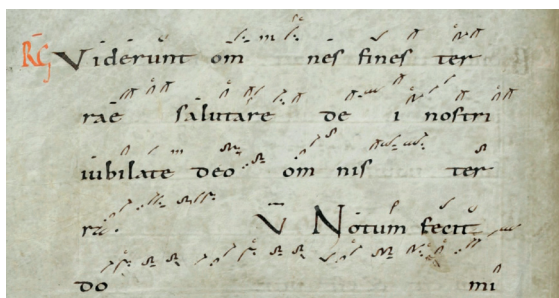 RG Viderunt om nes fines ter
rae salutare de i nostri
iubilate deo om nis ter
ra. V Notum fecit
do mi